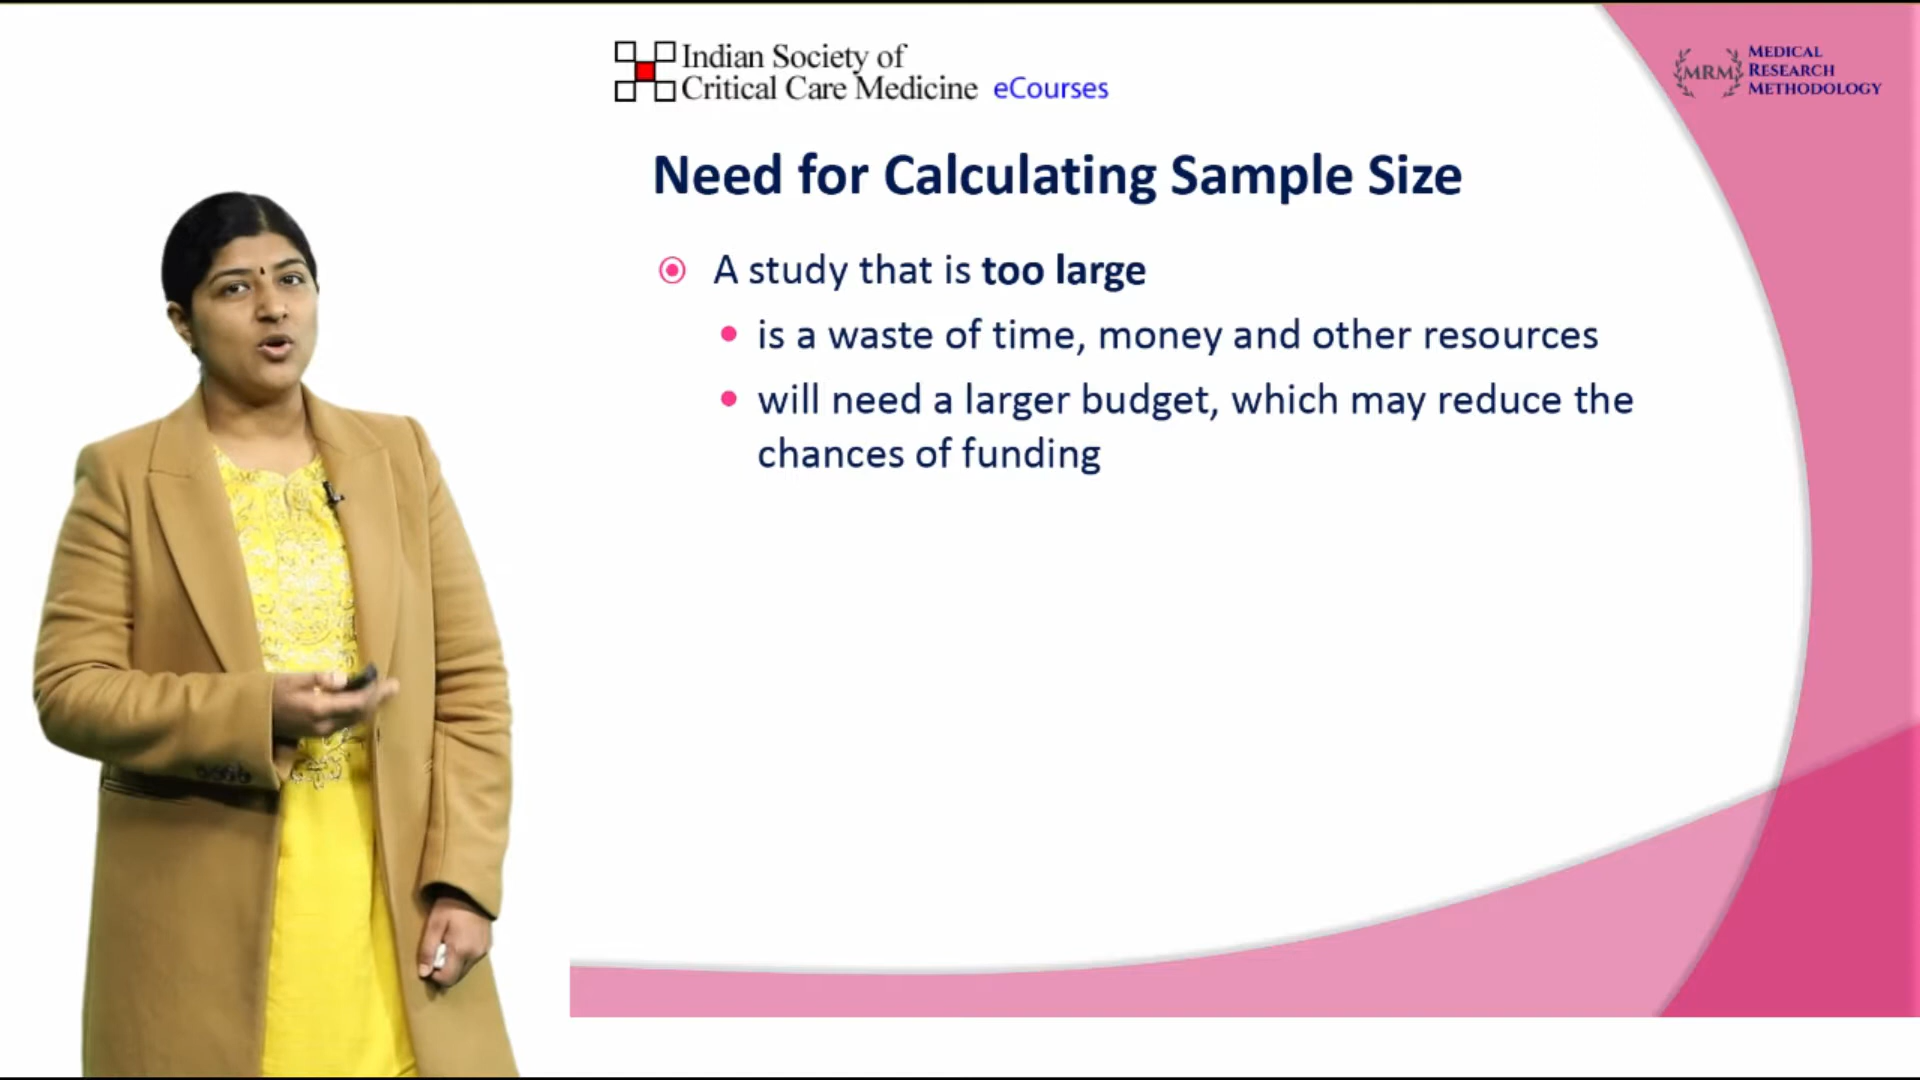 Indian Society of
Critical Care Medicine eCourses
MRM
MEDICAL
RESEARCH
METHODOLOGY
Need for Calculating Sample Size
A study that is too large
is a waste of time, money and other resources
will need a larger budget, which may reduce the
chances of funding